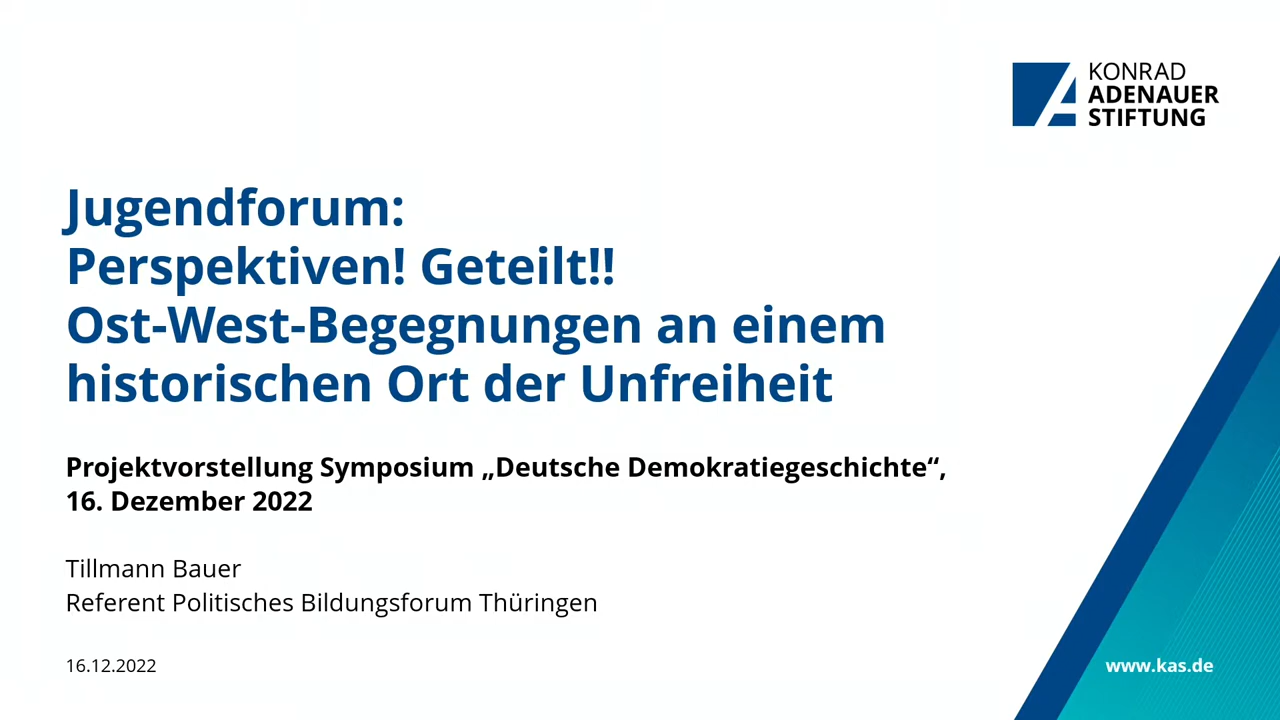 KONRAD
ADENAUER
STIFTUNG
Jugendforum:
Perspektiven! Geteilt!!
Ost-West-Begegnungen an einem
historischen Ort der Unfreiheit
Projektvorstellung Symposium „Deutsche Demokratiegeschichte“,
16. Dezember 2022
Tillmann Bauer
Referent Politisches Bildungsforum Thüringen
16.12.2022
www.kas.de